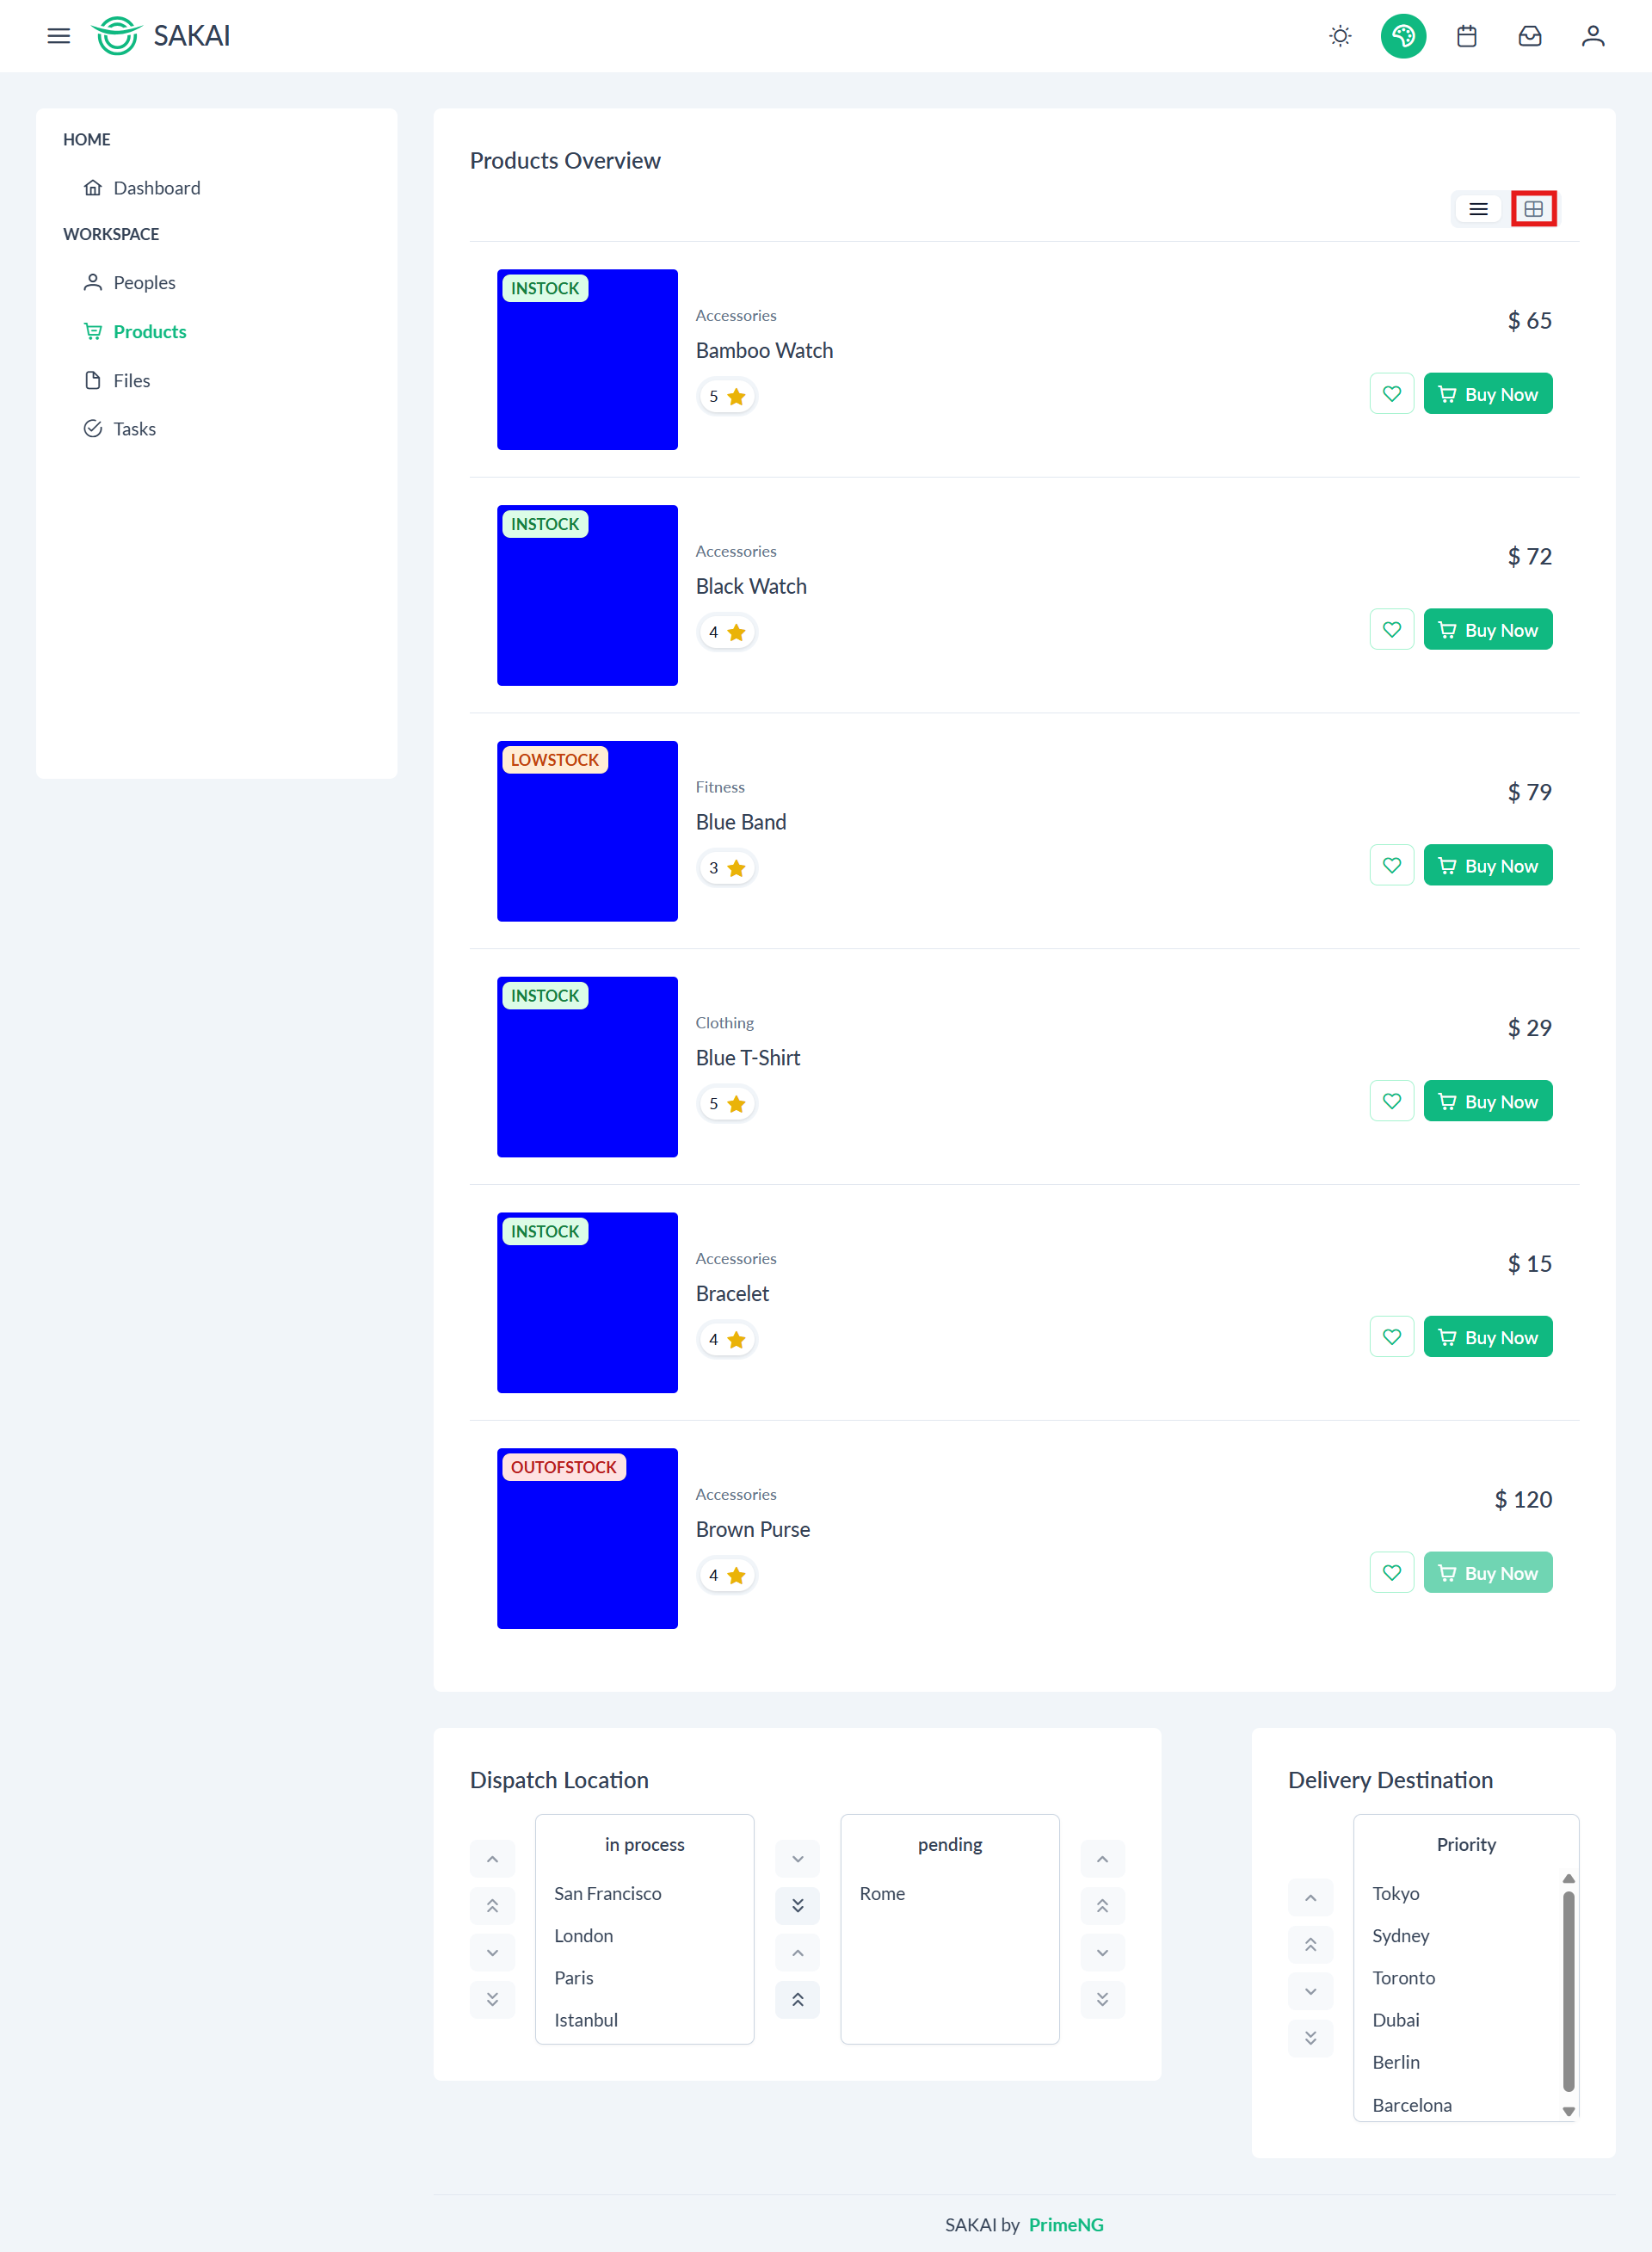 SAKAI
HOME
Dashboard
WORKSPACE
Peoples
Products
Files
Tasks
Products Overview
INSTOCK
Accessories
Bamboo Watch
5
$ 65
Buy Now
INSTOCK
Accessories
Black Watch
4
$ 72
Buy Now
LOWSTOCK
Fitness
Blue Band
3
$ 79
Buy Now
INSTOCK
Clothing
Blue T-Shirt
5
$ 29
Buy Now
INSTOCK
Accessories
Bracelet
4
$ 15
Buy Now
OUTOFSTOCK
Accessories
Brown Purse
4
$ 120
Buy Now
Dispatch Location
in process
San Francisco
London
Paris
Istanbul
pending
Rome
Delivery Destination
Priority
Tokyo
Sydney
Toronto
Dubai
Berlin
Barcelona
SAKAI by PrimeNG